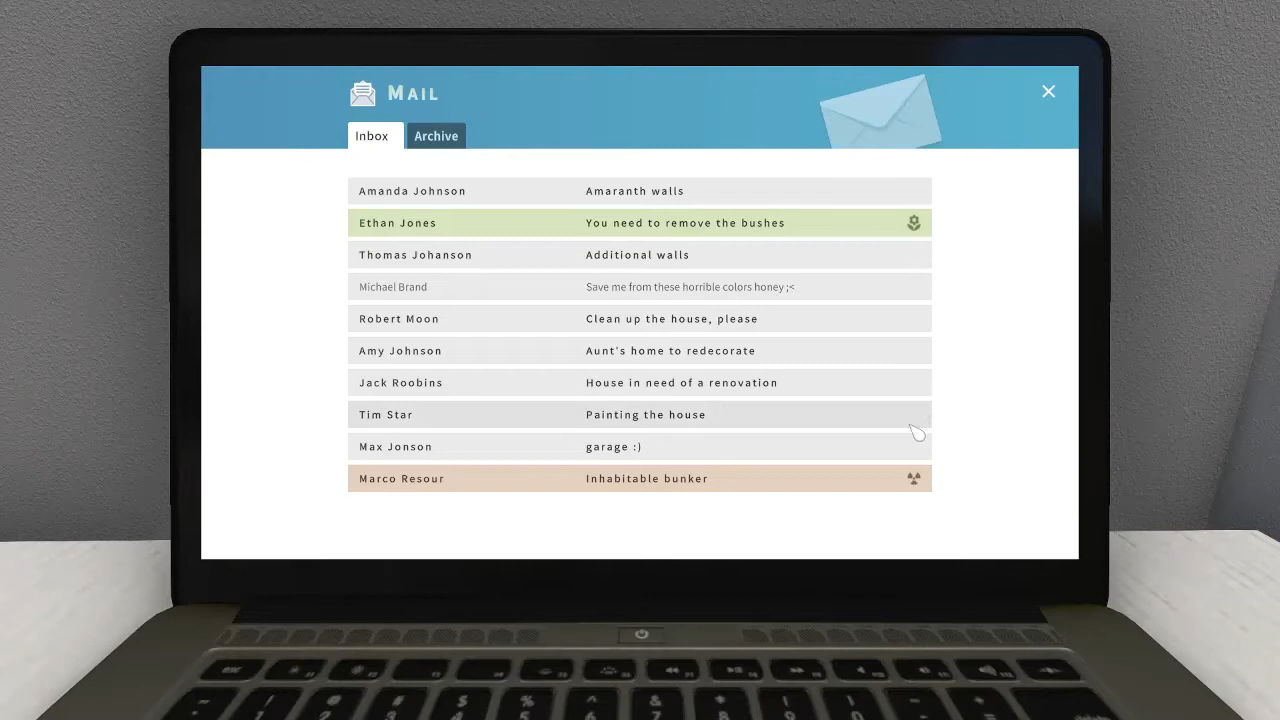 Mail
Inbox
Archive
Amanda Johnson Amaranth walls
Ethan Jones You need to remove the bushes
Thomas Johanson Additional walls
Michael Brand Save me from these horrible colors honey ;<
Robert Moon Clean up the house, please
Amy Johnson Aunt's home to redecorate
Jack Roobins House in need of a renovation
Tim Star Painting the house
Max Jonson garage :)
Marco Resour Inhabitable bunker